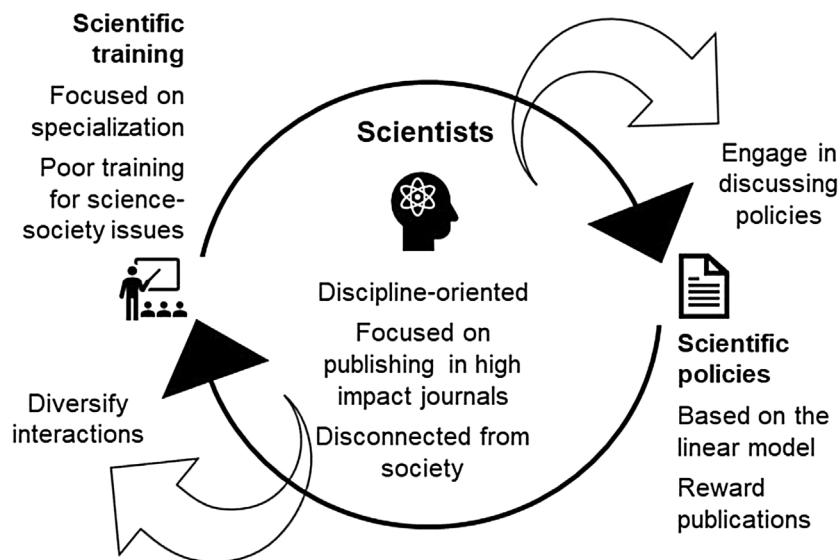 Scientific
training
Focused on
specialization
Poor training
for science-
society issues
Scientists
Discipline-oriented
Focused on
publishing in high
impact journals
Disconnected from
society
Engage in
discussing
policies
Scientific
policies
Based on the
linear model
Reward
publications
Diversify
interactions